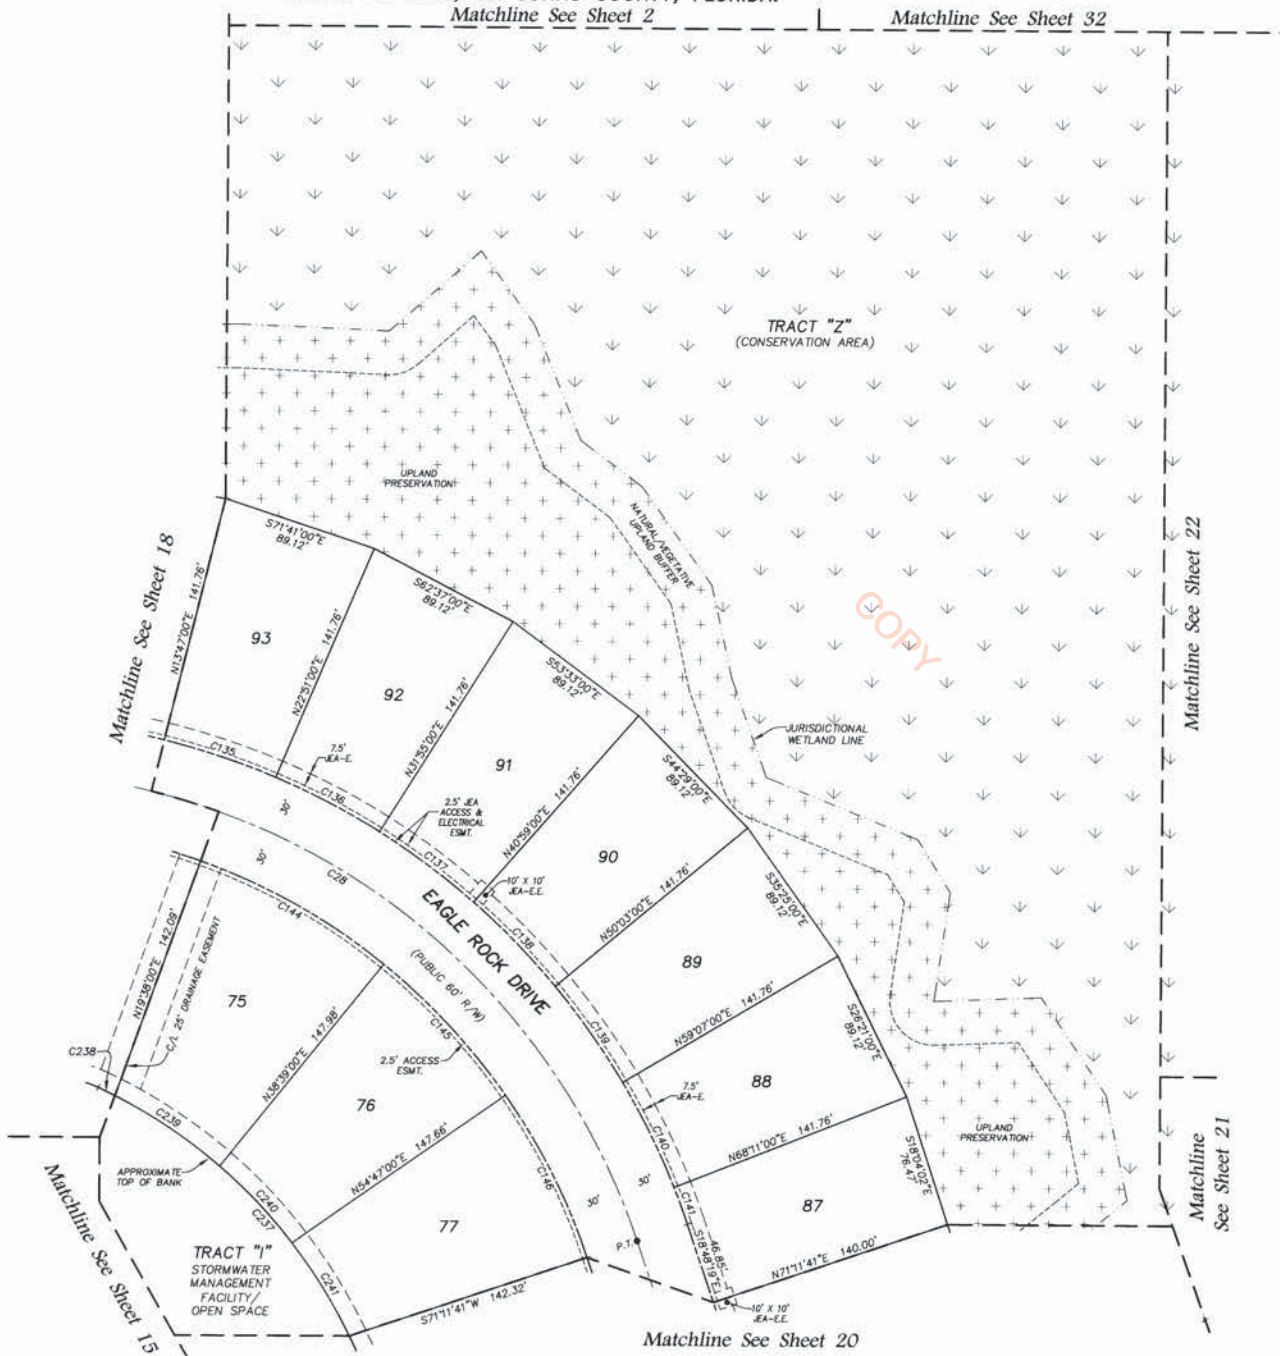 Matchline See Sheet 2
Matchline See Sheet 32
TRACT "Z"
(CONSERVATION AREA)
UPLAND
PRESERVATION
NATURAL/VEGETATIVE
UPLAND BUFFER
Matchline See Sheet 18
Matchline See Sheet 22
COPY
S71°41'00"E
89.12'
N13°47'00"E 141.76'
93
S62°37'00"E
89.12'
N22°51'00"E 141.76'
92
S53°33'00"E
89.12'
N31°55'00"E 141.76'
91
JURISDICTIONAL
WETLAND LINE
C135
7.5'
JEA-E.
C136
30'
2.5' JEA
ACCESS &
ELECTRICAL
ESMT.
S44°29'00"E
89.12'
N40°59'00"E 141.76'
90
C137
10' X 10'
JEA-E.E.
30'
C28
C138
EAGLE ROCK DRIVE
(PUBLIC 60' R/W)
C144
S35°25'00"E
89.12'
N50°03'00"E 141.76'
89
N19°38'00"E 142.09'
C/L 25' DRAINAGE EASEMENT
75
N38°39'00"E 147.98'
C145
2.5' ACCESS
ESMT.
C139
N59°07'00"E 141.76'
S26°21'00"E
89.12'
88
7.5'
JEA-E.
C238
C239
76
N54°47'00"E 147.66'
C140
N68°11'00"E 141.76'
UPLAND
PRESERVATION
S18°04'02"E
76.47'
Matchline
See Sheet 21
APPROXIMATE
TOP OF BANK
C146
30'
30'
C141
87
C240
C237
77
46.85'
S18°48'19"E
N71°11'41"E 140.00'
P.T.
TRACT "I"
STORMWATER
MANAGEMENT
FACILITY/
OPEN SPACE
C241
S71°11'41"W 142.32'
10' X 10'
JEA-E.E.
Matchline See Sheet 15
Matchline See Sheet 20